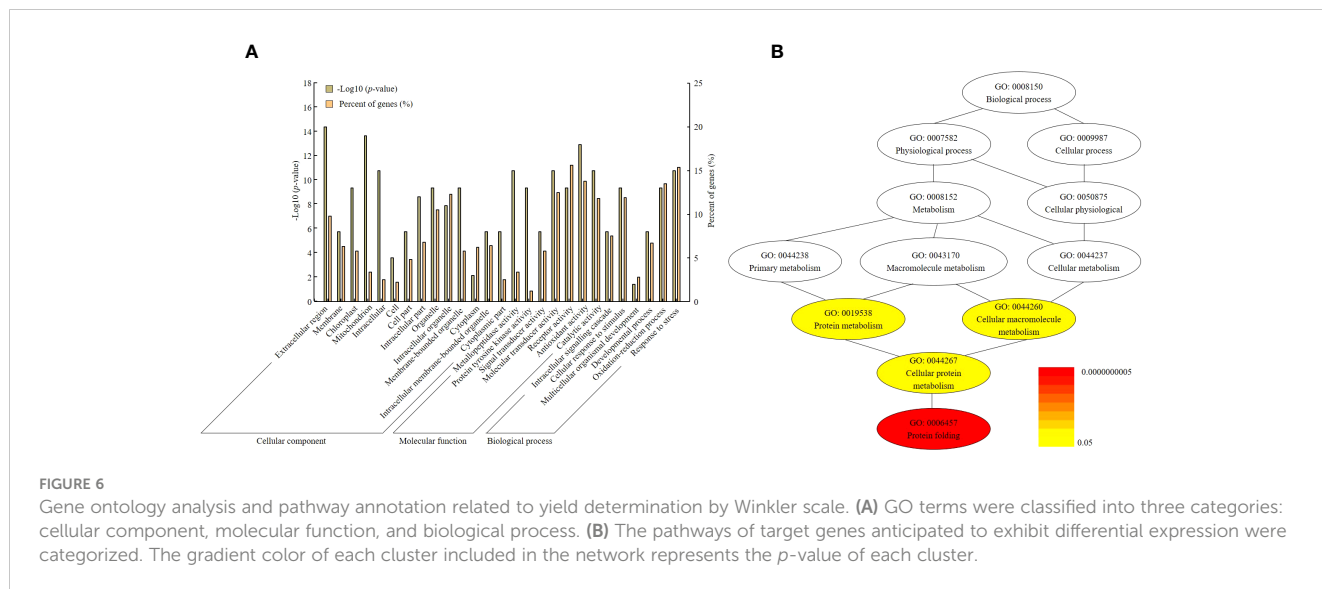 A
B
18
16
14
12
10
8
6
4
2
0
-Log10 (p-value)
-Log10 (p-value)
Percent of genes (%)
25
20
15
10
5
0
Percent of genes (%)
Extracellular region
Membrane
Chloroplast
Mitochondrion
Intracellular
Cell
Cell part
Intracellular part
Organelle
Intracellular organelle
Membrane-bounded organelle
Cytoplasm
Intracellular membrane-bounded organelle
Cytoplasmic part
Metallopeptidase activity
Protein tyrosine kinase activity
Signal transducer activity
Molecular transducer activity
Receptor activity
Antioxidant activity
Catalytic activity
Intracellular signalling cascade
Cellular response to stimulus
Multicellular organismal development
Developmental process
Oxidation-reduction process
Response to stress
Cellular component
Molecular function
Biological process
GO: 0008150
Biological process
GO: 0007582
Physiological process
GO: 0009987
Cellular process
GO: 0008152
Metabolism
GO: 0050875
Cellular physiological
GO: 0044238
Primary metabolism
GO: 0043170
Macromolecule metabolism
GO: 0044237
Cellular metabolism
GO: 0019538
Protein metabolism
GO: 0044260
Cellular macromolecule
metabolism
GO: 0044267
Cellular protein
metabolism
GO: 0006457
Protein folding
0.0000000005
0.05
FIGURE 6
Gene ontology analysis and pathway annotation related to yield determination by Winkler scale. (A) GO terms were classified into three categories:
cellular component, molecular function, and biological process. (B) The pathways of target genes anticipated to exhibit differential expression were
categorized. The gradient color of each cluster included in the network represents the p-value of each cluster.